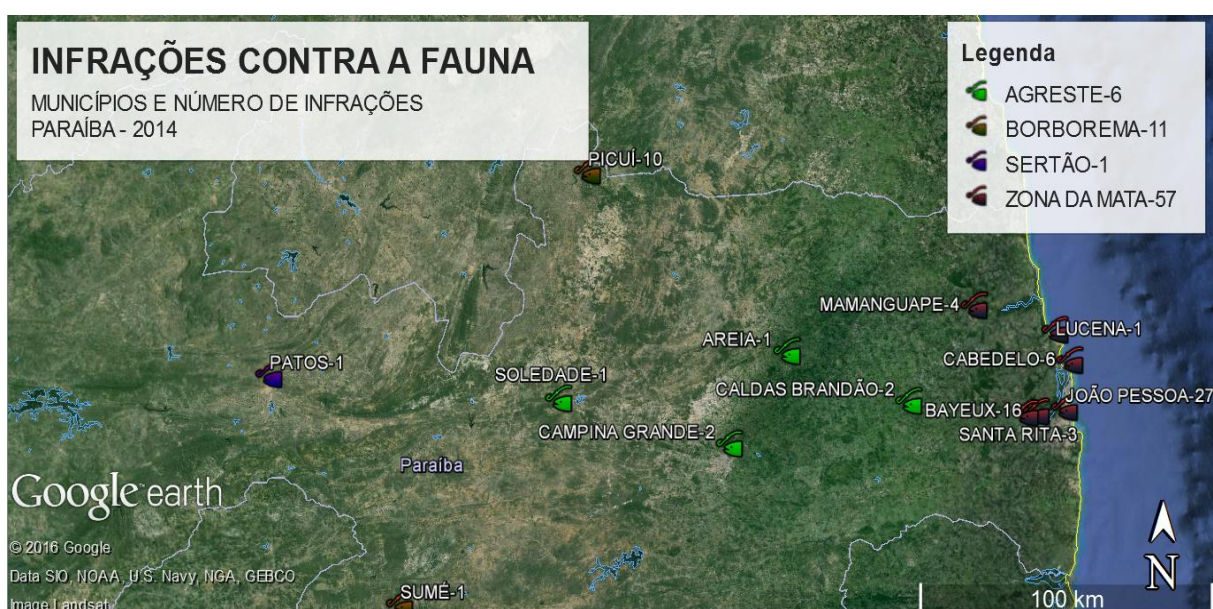 INFRAÇÕES CONTRA A FAUNA
MUNICÍPIOS E NÚMERO DE INFRAÇÕES
PARAÍBA - 2014
Legenda
AGRESTE-6
BORBOREMA-11
SERTÃO-1
ZONA DA MATA-57
PICUÍ-10
MAMANGUAPE-4
LUCENA-1
AREIA-1
CABEDELO-6
PATOS-1
SOLEDADE-1
CALDAS BRANDÃO-2
JOÃO PESSOA-27
BAYEUX-16
CAMPINA GRANDE-2
SANTA RITA-3
Paraíba
Google earth
© 2016 Google
Data SIO, NOAA, U.S. Navy, NGA, GEBCO
Image Landsat
SUMÉ-1
N
100 km